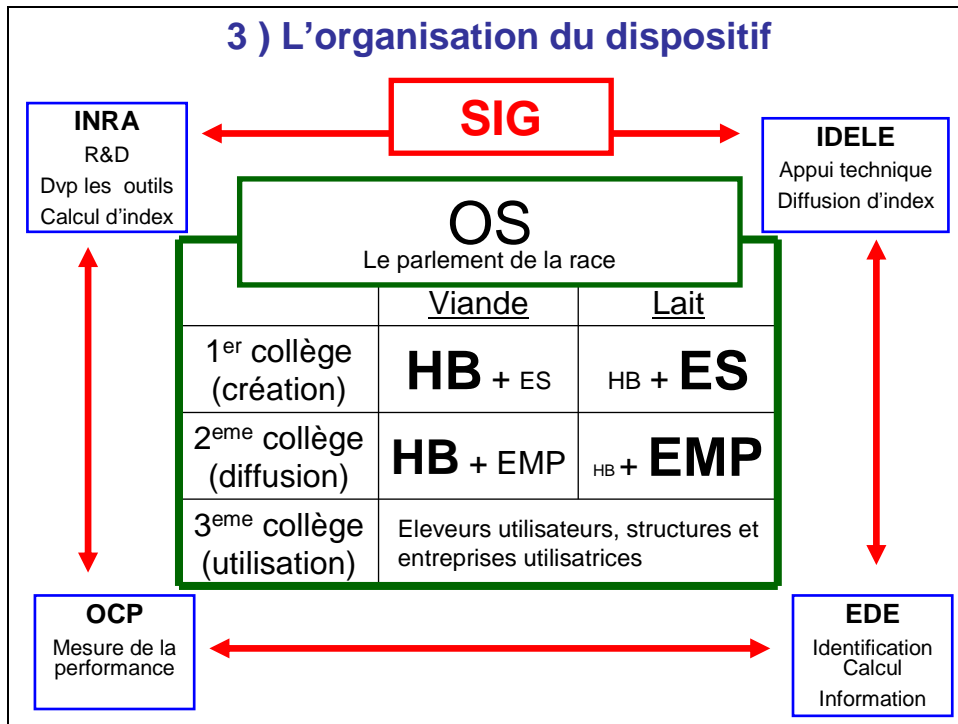 3 ) L'organisation du dispositif
SIG
INRA
R&D
Dvp les outils
Calcul d'index
IDELE
Appui technique
Diffusion d'index
OS
Le parlement de la race
Viande Lait
1er collège
(création)
HB + ES
HB + ES
2eme collège
(diffusion)
HB + EMP
HB + EMP
3eme collège
(utilisation)
Eleveurs utilisateurs, structures et
entreprises utilisatrices
OCP
Mesure de la
performance
EDE
Identification
Calcul
Information